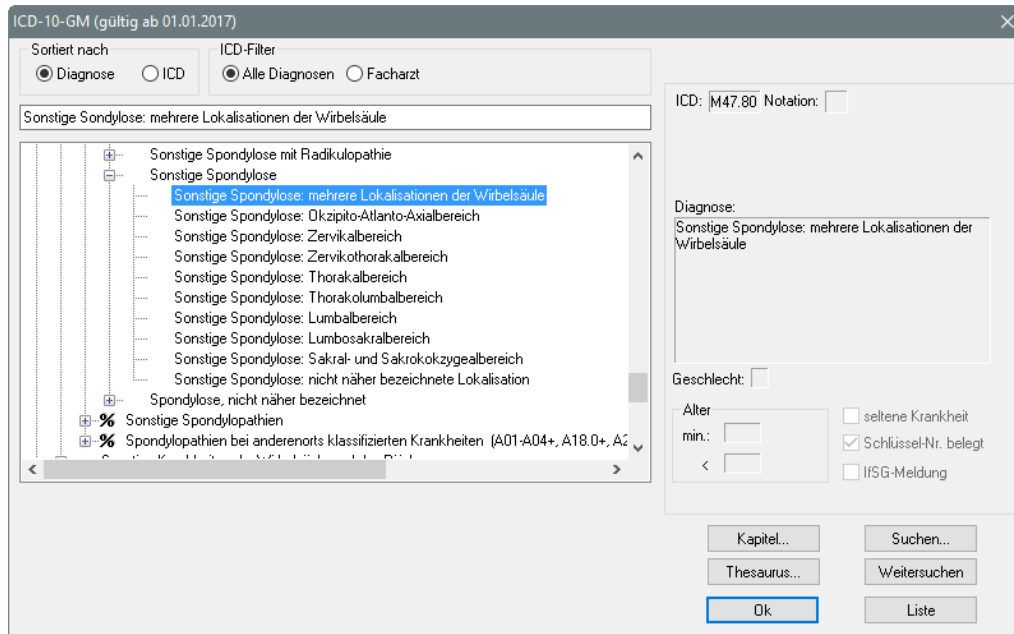 ICD-10-GM (gültig ab 01.01.2017)
Sortiert nach
Diagnose
ICD
ICD-Filter
Alle Diagnosen
Facharzt
Sonstige Sondylose: mehrere Lokalisationen der Wirbelsäule
Sonstige Spondylose mit Radikulopathie
Sonstige Spondylose
Sonstige Spondylose: mehrere Lokalisationen der Wirbelsäule
Sonstige Spondylose: Okzipito-Atlanto-Axialbereich
Sonstige Spondylose: Zervikalbereich
Sonstige Spondylose: Zervikothorakalbereich
Sonstige Spondylose: Thorakalbereich
Sonstige Spondylose: Thorakolumbalbereich
Sonstige Spondylose: Lumbalbereich
Sonstige Spondylose: Lumbosakralbereich
Sonstige Spondylose: Sakral- und Sakrokokzygealbereich
Sonstige Spondylose: nicht näher bezeichnete Lokalisation
Spondylose, nicht näher bezeichnet
% Sonstige Spondylopathien
% Spondylopathien bei anderenorts klassifizierten Krankheiten (A01-A04+, A18.0+, A2
ICD: M47.80 Notation:
Diagnose:
Sonstige Spondylose: mehrere Lokalisationen der
Wirbelsäule
Geschlecht:
Alter
min.:
<
seltene Krankheit
Schlüssel-Nr. belegt
IfSG-Meldung
Kapitel...
Suchen...
Thesaurus...
Weitersuchen
Ok
Liste